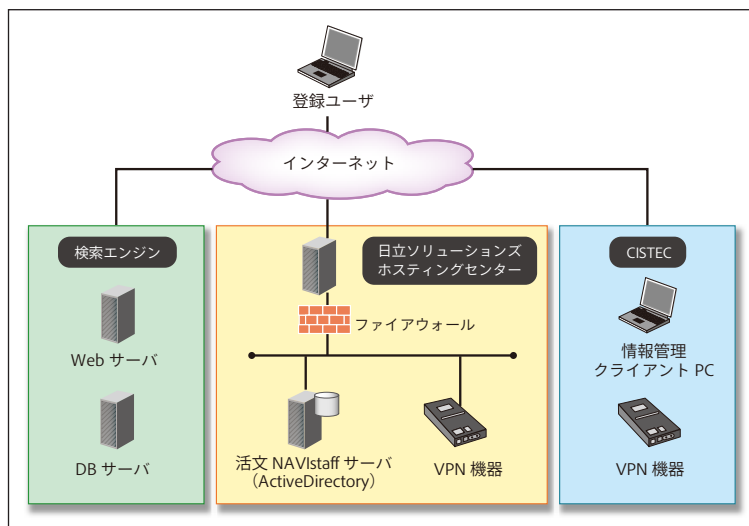 登録ユーザ
インターネット
検索エンジン
Web サーバ
DB サーバ
日立ソリューションズ
ホスティングセンター
ファイアウォール
活文 NAVIstaff サーバ
（ActiveDirectory）
VPN 機器
CISTEC
情報管理
クライアント PC
VPN 機器